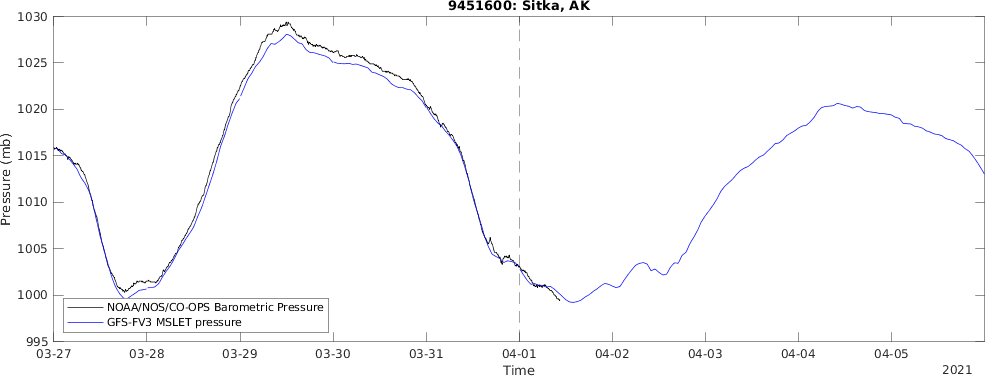 9451600: Sitka, AK
Pressure (mb)
1030
1025
1020
1015
1010
1005
1000
995
NOAA/NOS/CO-OPS Barometric Pressure
GFS-FV3 MSLET pressure
03-27 03-28 03-29 03-30 03-31 04-01 04-02 04-03 04-04 04-05
Time
2021